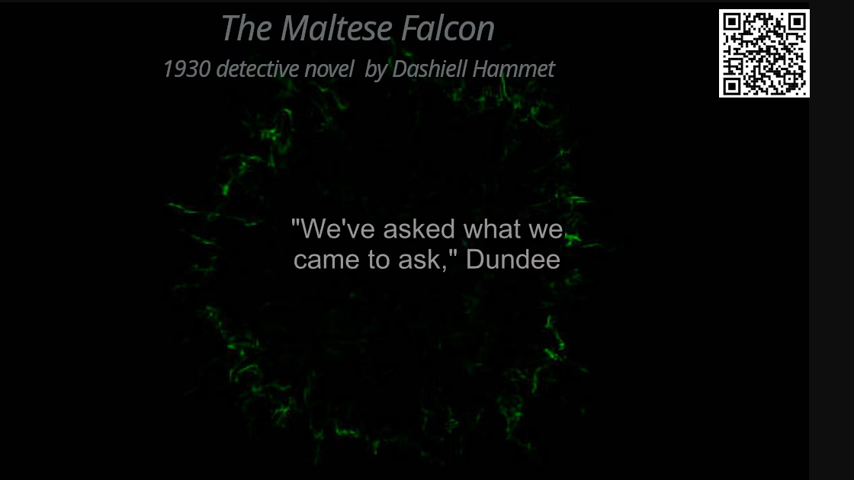 The Maltese Falcon
1930 detective novel by Dashiell Hammet
"We've asked what we
came to ask," Dundee